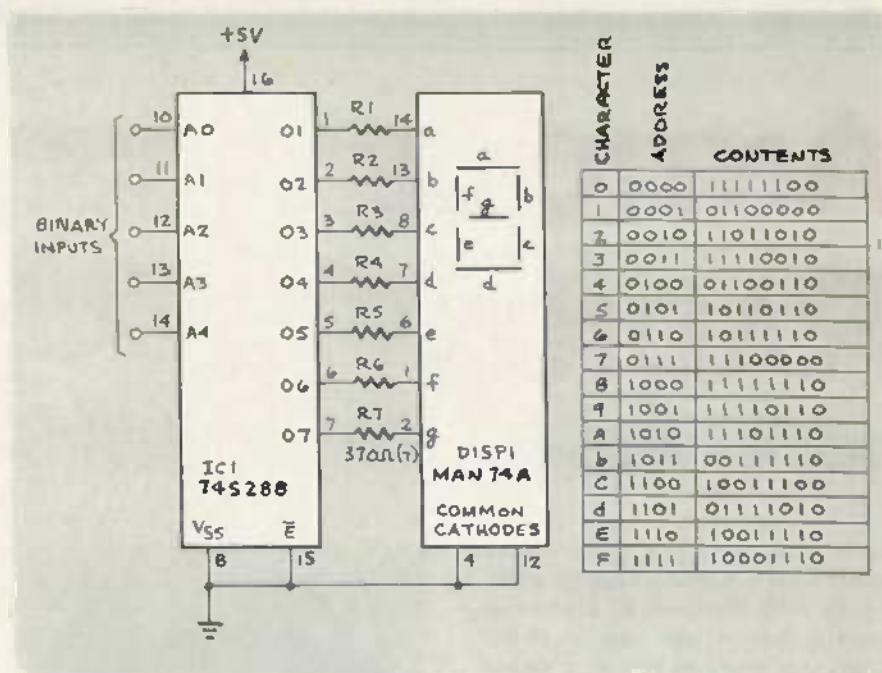 +5V
16
10 A0 O1 1 R1 14 a
11 A1 O2 2 R2 13 b
12 A2 O3 3 R3 8 c
13 A3 O4 4 R4 7 d
14 A4 O5 5 R5 6 e
O6 6 R6 1 f
O7 7 R7 2 g
BINARY
INPUTS
370Ω(7)
IC1
74S288
VSS
Ē
8
15
DISP1
MAN 74A
COMMON
CATHODES
4
12
a
f b
g
e c
d
CHARACTER ADDRESS CONTENTS
0 0000 11111100
1 0001 01100000
2 0010 11011010
3 0011 11110010
4 0100 01100110
5 0101 10110110
6 0110 10111110
7 0111 11100000
8 1000 11111110
9 1001 11110110
A 1010 11101110
b 1011 00111110
C 1100 10011100
d 1101 01111010
E 1110 10011110
F 1111 10001110